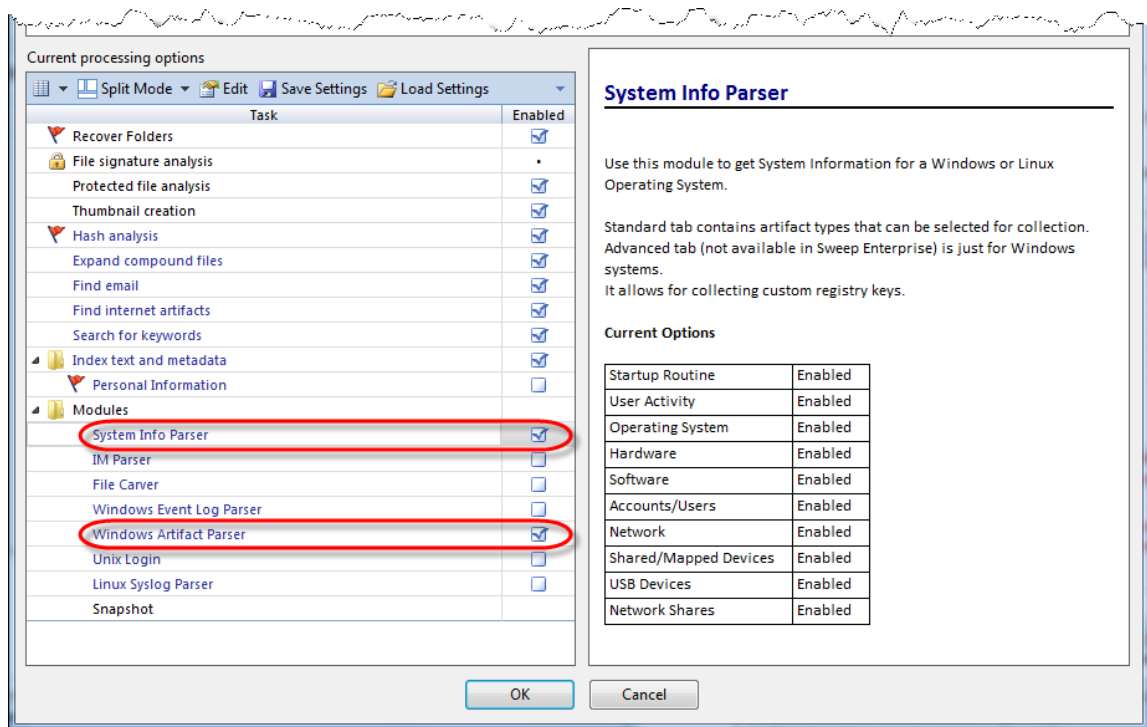 Current processing options
Split Mode Edit Save Settings Load Settings
Task Enabled
Recover Folders
File signature analysis
Protected file analysis
Thumbnail creation
Hash analysis
Expand compound files
Find email
Find internet artifacts
Search for keywords
Index text and metadata
Personal Information
Modules
System Info Parser
IM Parser
File Carver
Windows Event Log Parser
Windows Artifact Parser
Unix Login
Linux Syslog Parser
Snapshot
System Info Parser
Use this module to get System Information for a Windows or Linux
Operating System.
Standard tab contains artifact types that can be selected for collection.
Advanced tab (not available in Sweep Enterprise) is just for Windows
systems.
It allows for collecting custom registry keys.
Current Options
Startup Routine Enabled
User Activity Enabled
Operating System Enabled
Hardware Enabled
Software Enabled
Accounts/Users Enabled
Network Enabled
Shared/Mapped Devices Enabled
USB Devices Enabled
Network Shares Enabled
OK Cancel